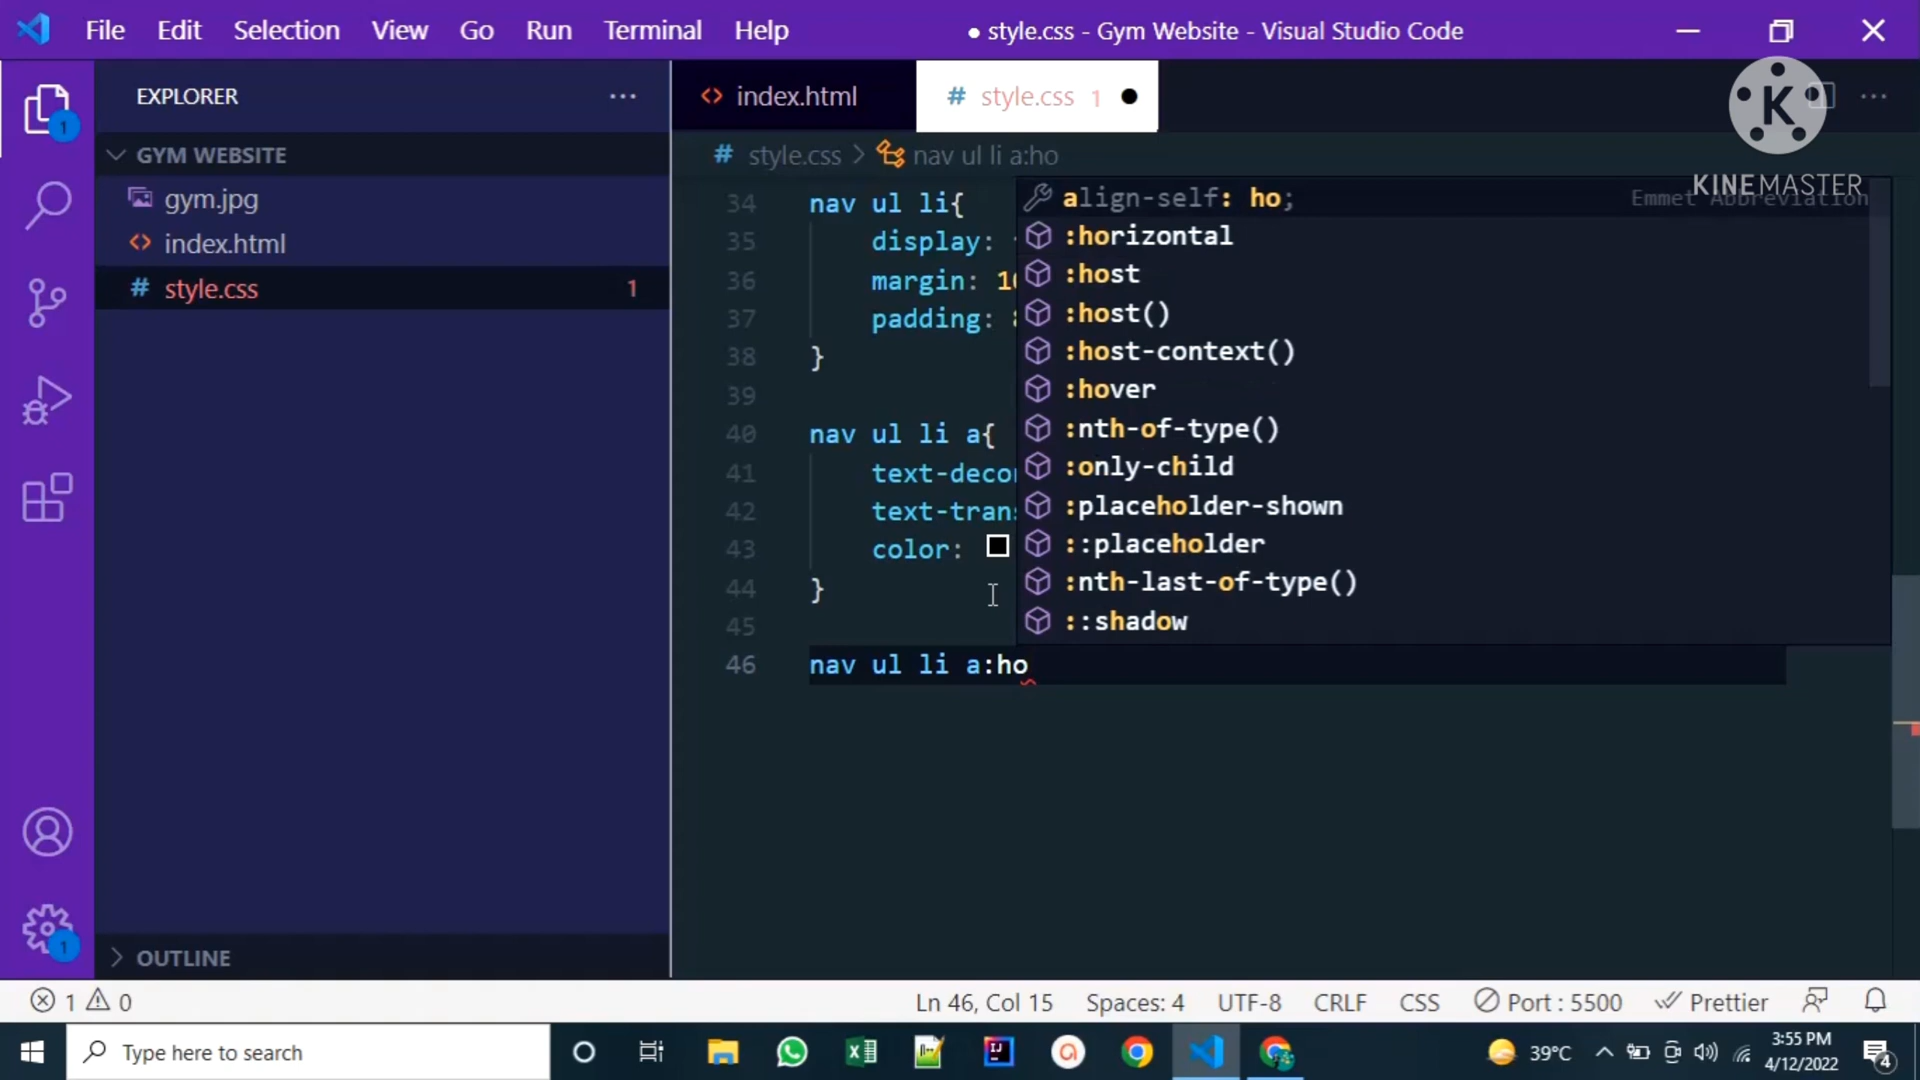 File Edit Selection View Go Run Terminal Help ● style.css - Gym Website - Visual Studio Code
EXPLORER ···
<> index.html # style.css 1 ●
K
KINEMASTER
GYM WEBSITE
gym.jpg
<> index.html
# style.css 1
# style.css > nav ul li a:ho
34 nav ul li{
35 display:
36 margin:
37 padding:
38 }
39
40 nav ul li a{
41 text-decor
42 text-trans
43 color:
44 }
45
46 nav ul li a:ho
align-self: ho; Emmet Abbreviation
:horizontal
:host
:host()
:host-context()
:hover
:nth-of-type()
:only-child
:placeholder-shown
::placeholder
:nth-last-of-type()
::shadow
1
1
OUTLINE
1 0 Ln 46, Col 15 Spaces: 4 UTF-8 CRLF CSS Port : 5500 Prettier
Type here to search 39°C 3:55 PM
4/12/2022 4